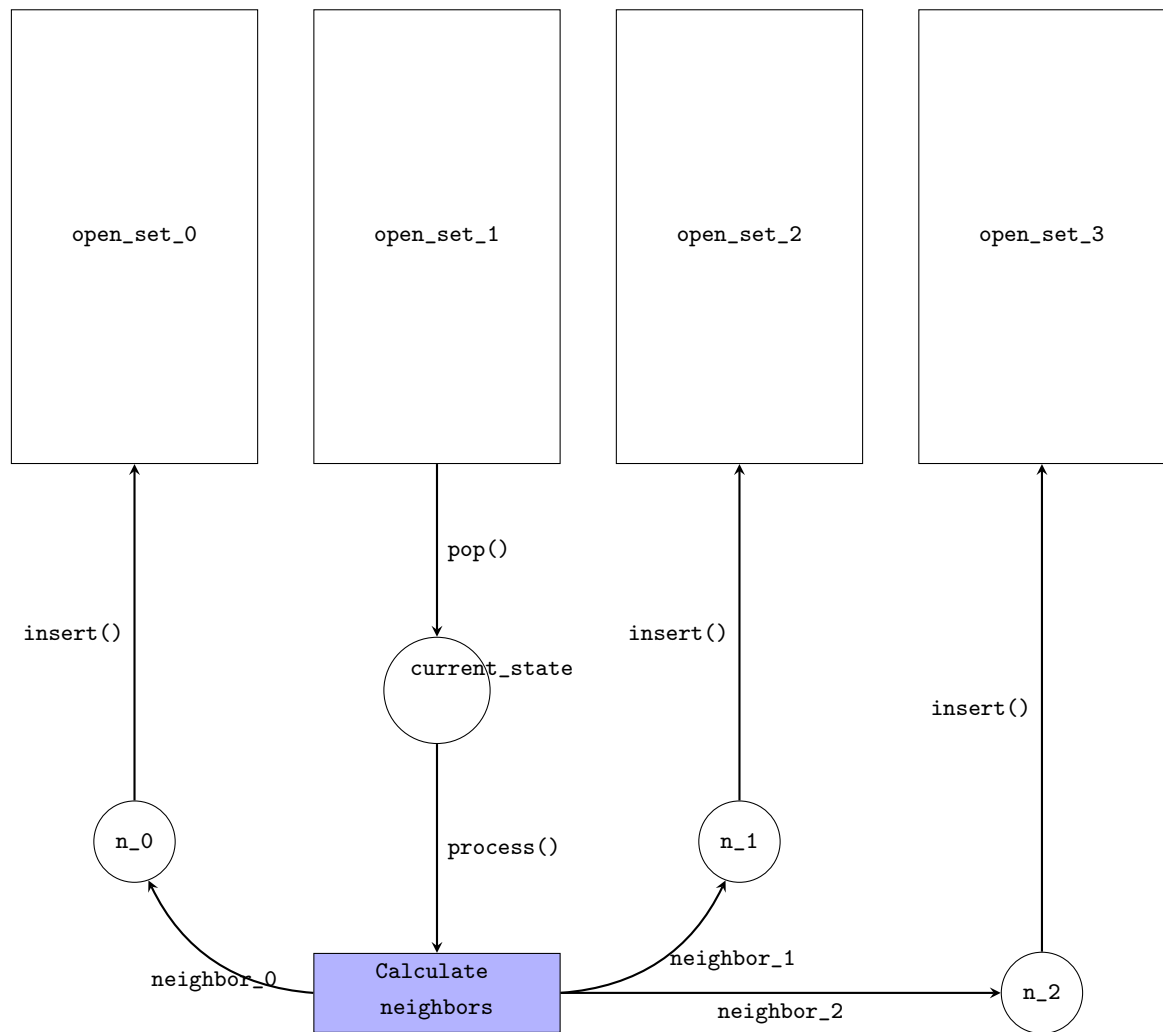 open_set_0
open_set_1
open_set_2
open_set_3
pop()
insert()
insert()
current_state
insert()
n_0
n_1
process()
neighbor_1
Calculate
neighbor_0
n_2
neighbors
neighbor_2